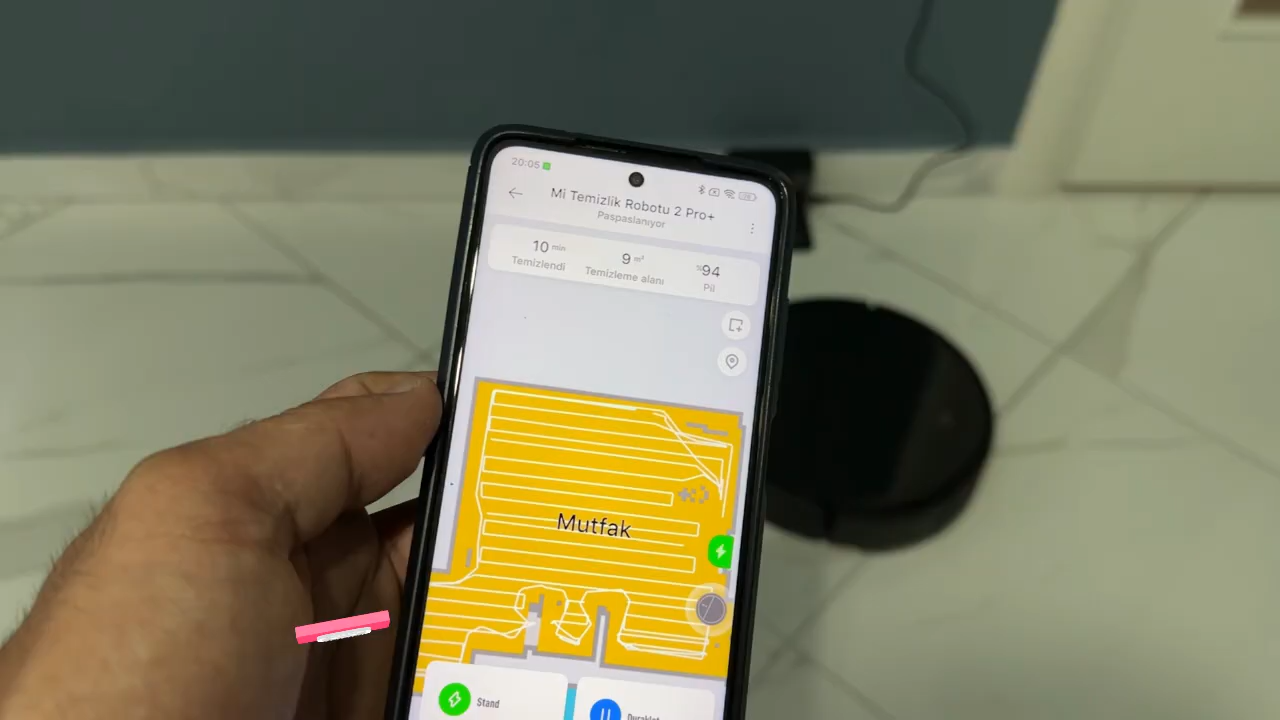 20:05
Mi Temizlik Robotu 2 Pro+
Paspaslanıyor
10 min
9 m²
%94
Temizlendi
Temizleme alanı
Pil
Mutfak
Stand
Duraklat